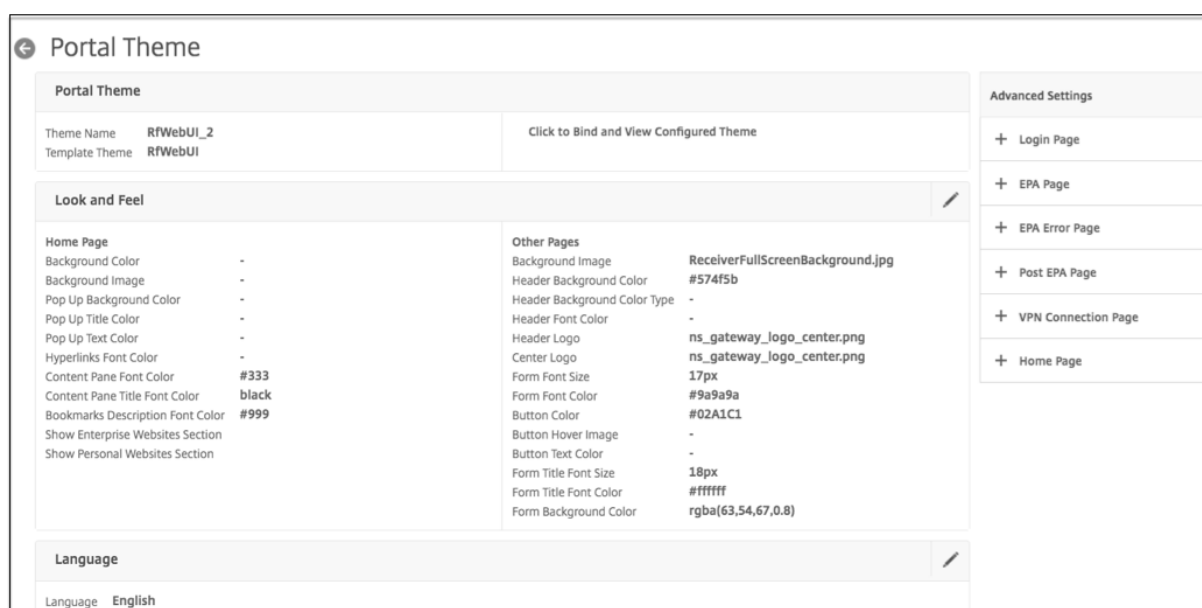 Portal Theme
Portal Theme
Theme Name RfWebUI_2
Template Theme RfWebUI
Click to Bind and View Configured Theme
Look and Feel
Home Page
Background Color -
Background Image -
Pop Up Background Color -
Pop Up Title Color -
Pop Up Text Color -
Hyperlinks Font Color -
Content Pane Font Color #333
Content Pane Title Font Color black
Bookmarks Description Font Color #999
Show Enterprise Websites Section
Show Personal Websites Section
Other Pages
Background Image ReceiverFullScreenBackground.jpg
Header Background Color #574f5b
Header Background Color Type -
Header Font Color -
Header Logo ns_gateway_logo_center.png
Center Logo ns_gateway_logo_center.png
Form Font Size 17px
Form Font Color #9a9a9a
Button Color #02A1C1
Button Hover Image -
Button Text Color -
Form Title Font Size 18px
Form Title Font Color #ffffff
Form Background Color rgba(63,54,67,0.8)
Language
Language English
Advanced Settings
+ Login Page
+ EPA Page
+ EPA Error Page
+ Post EPA Page
+ VPN Connection Page
+ Home Page